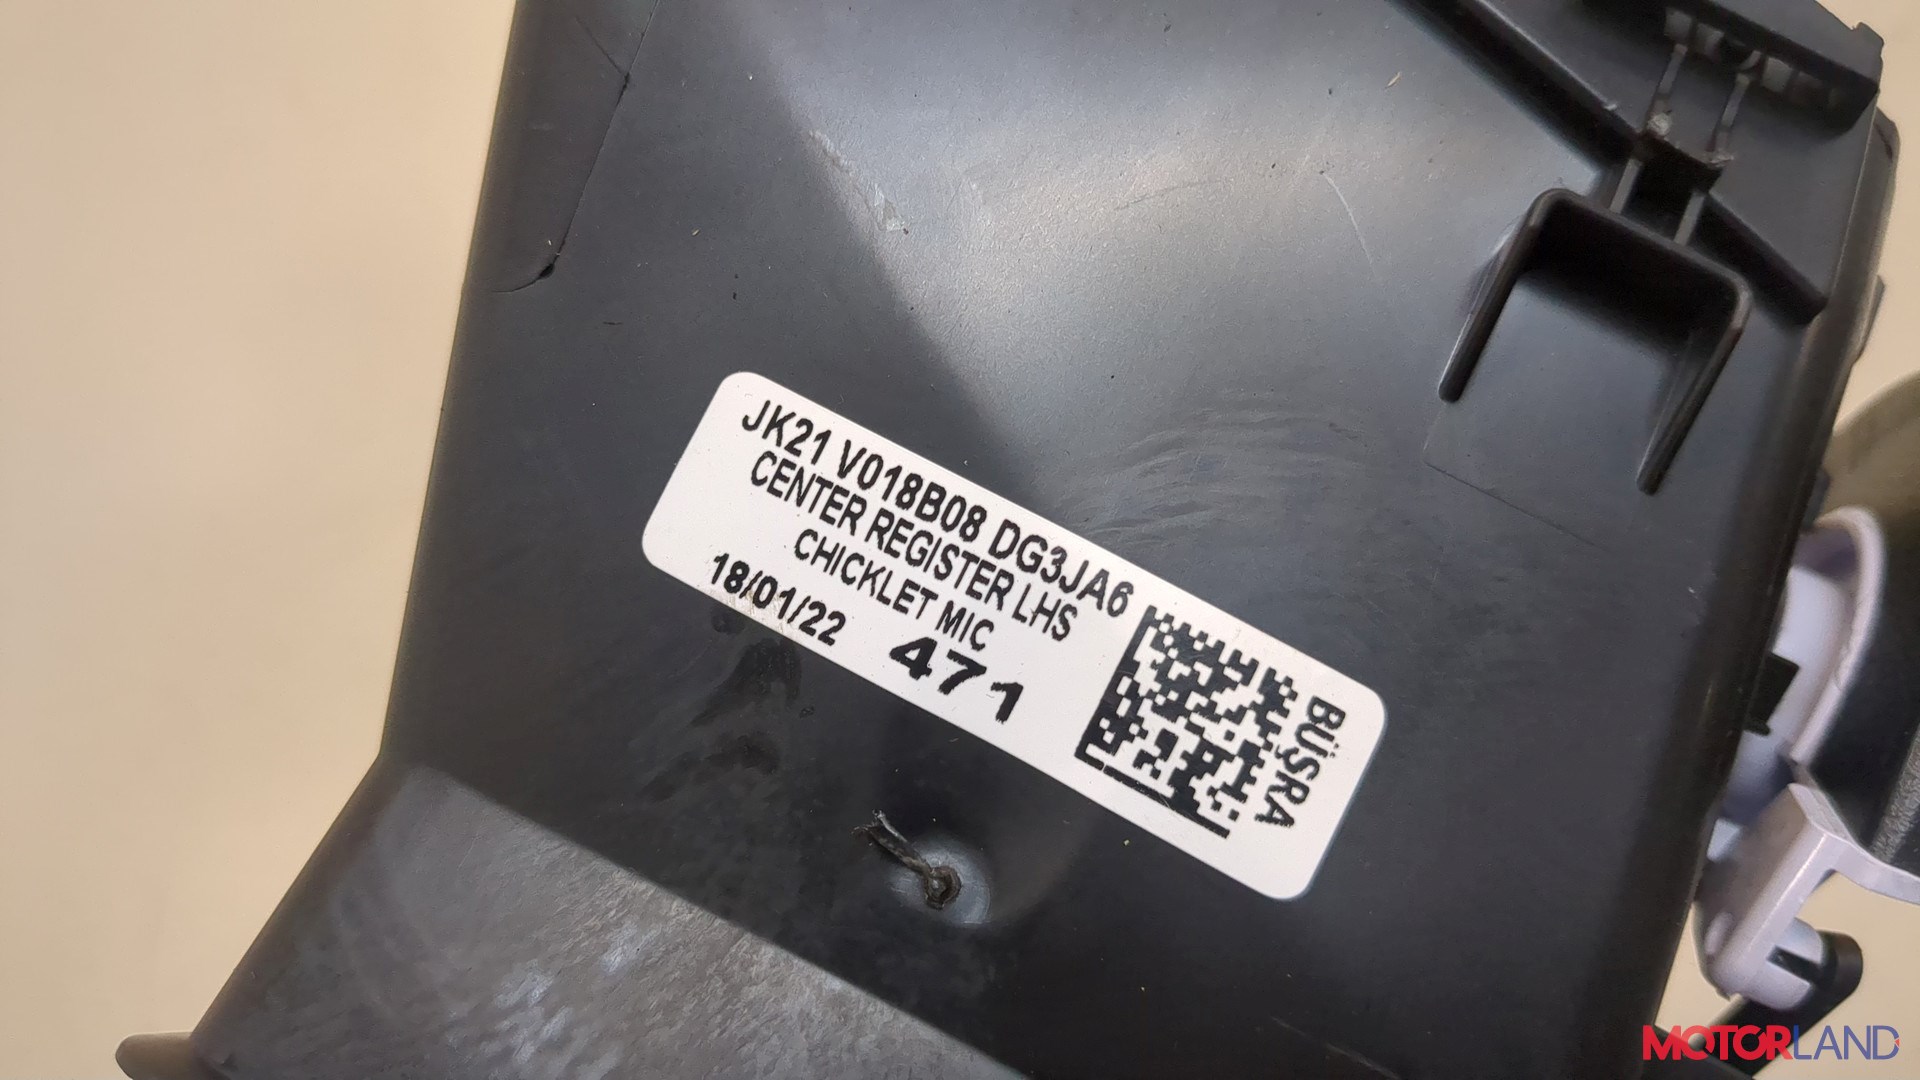 JK21 V018B08 DG3JA6
CENTER REGISTER LHS
CHICKLET MIC
18/01/22 471
BÜŞRA
MOTORLAND